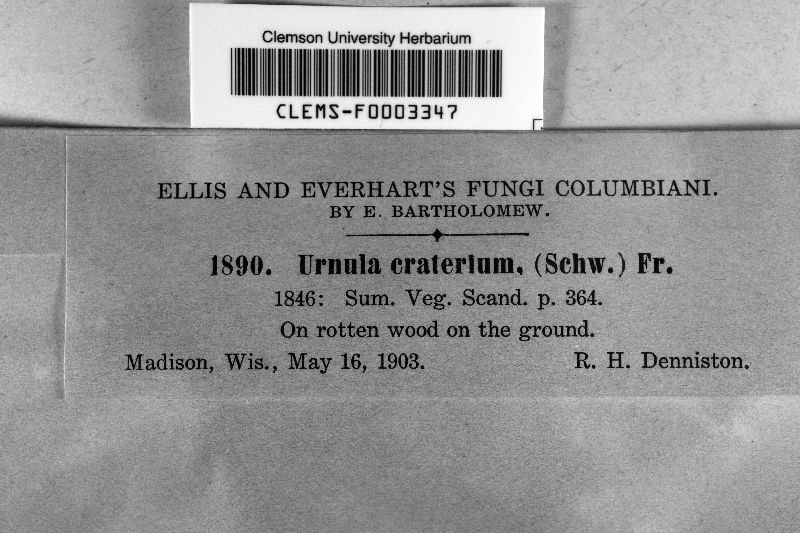 Clemson University Herbarium
CLEMS-F0003347
ELLIS AND EVERHART'S FUNGI COLUMBIANI.
BY E. BARTHOLOMEW.
1890. Urnula craterium, (Schw.) Fr.
1846: Sum. Veg. Scand. p. 364.
On rotten wood on the ground.
Madison, Wis., May 16, 1903. R. H. Denniston.